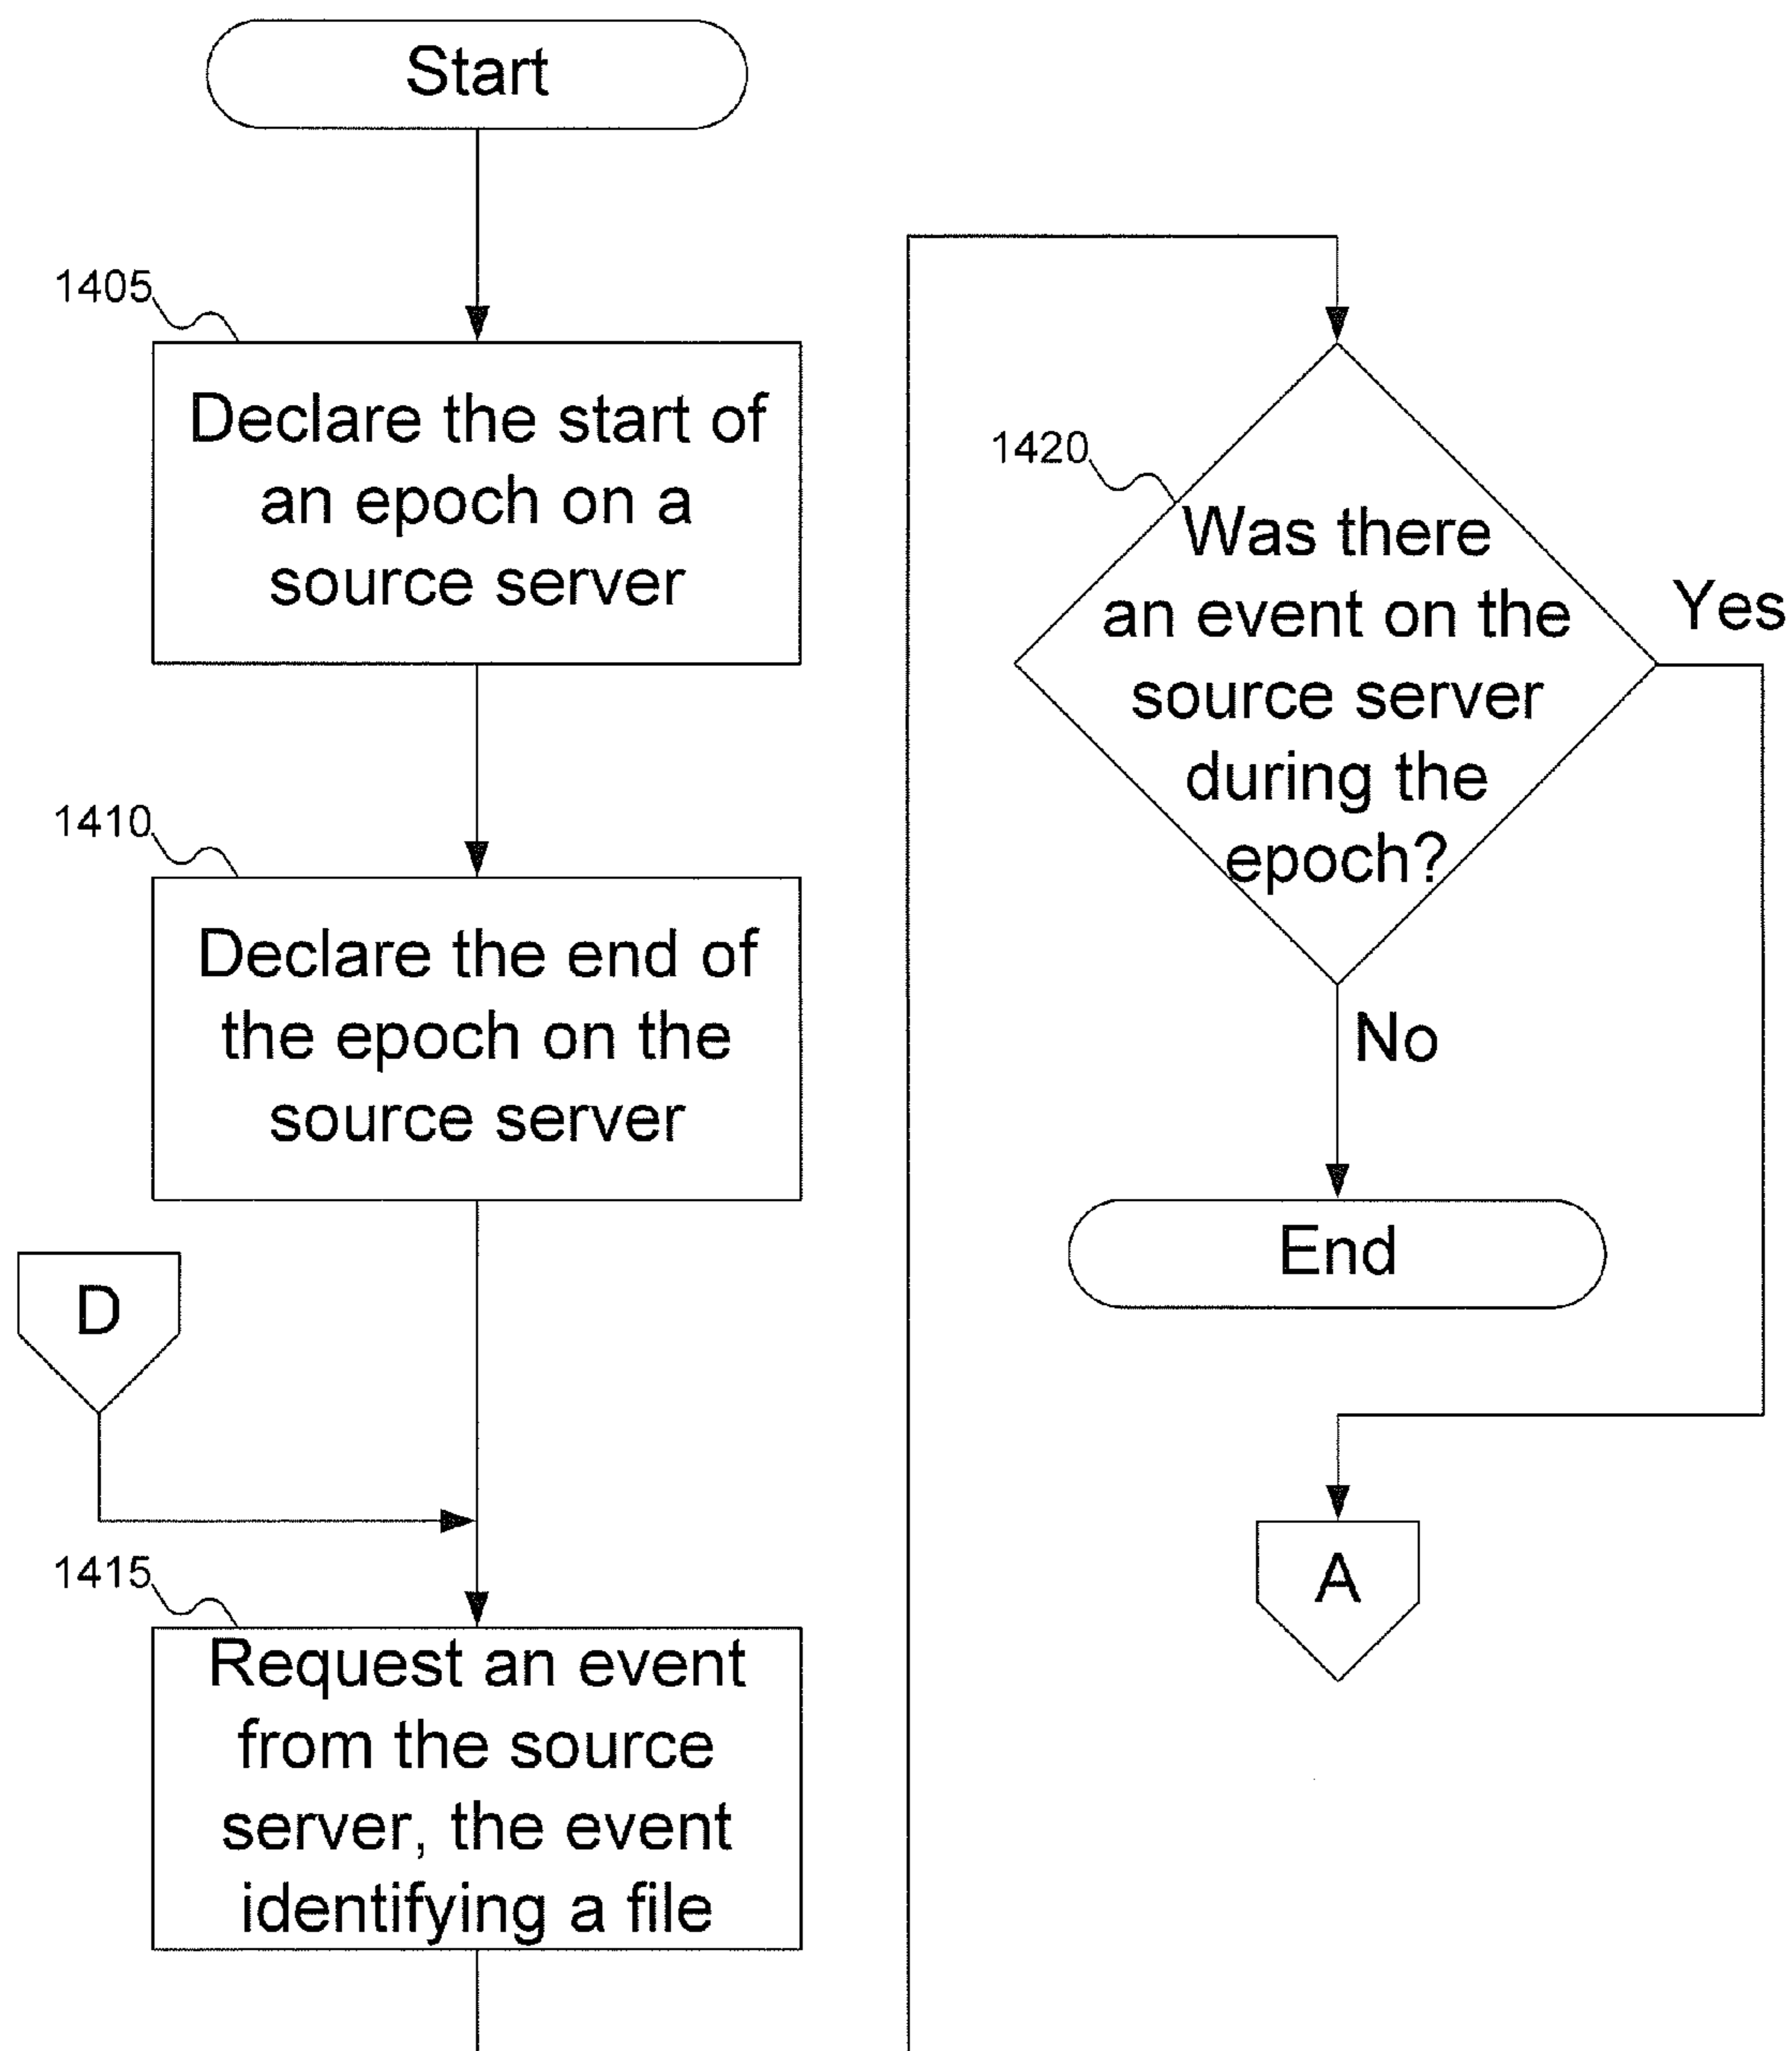 Start
1405
Declare the start of
an epoch on a
source server
1410
Declare the end of
the epoch on the
source server
D
1415
Request an event
from the source
server, the event
identifying a file
1420
Was there
an event on the
source server
during the
epoch?
Yes
No
End
A